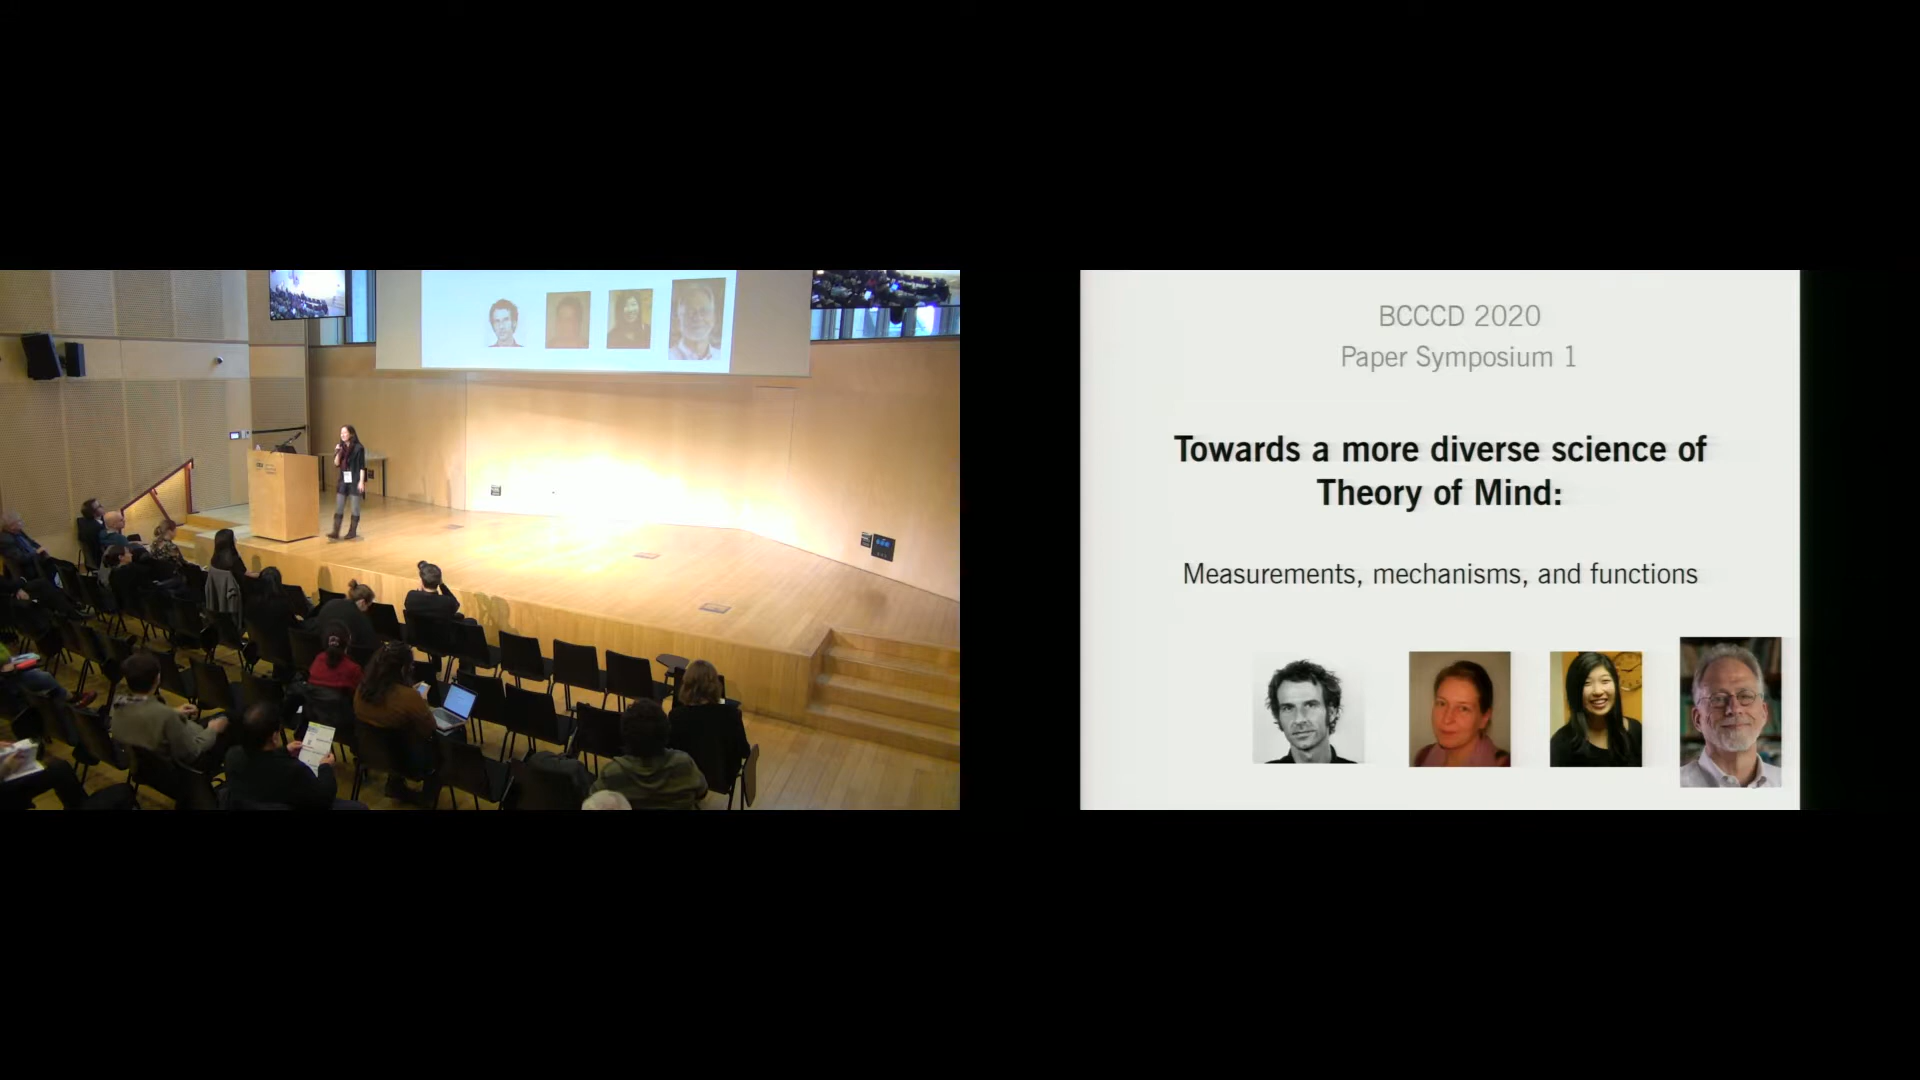 BCCCD 2020
Paper Symposium 1
Towards a more diverse science of
Theory of Mind:
Measurements, mechanisms, and functions